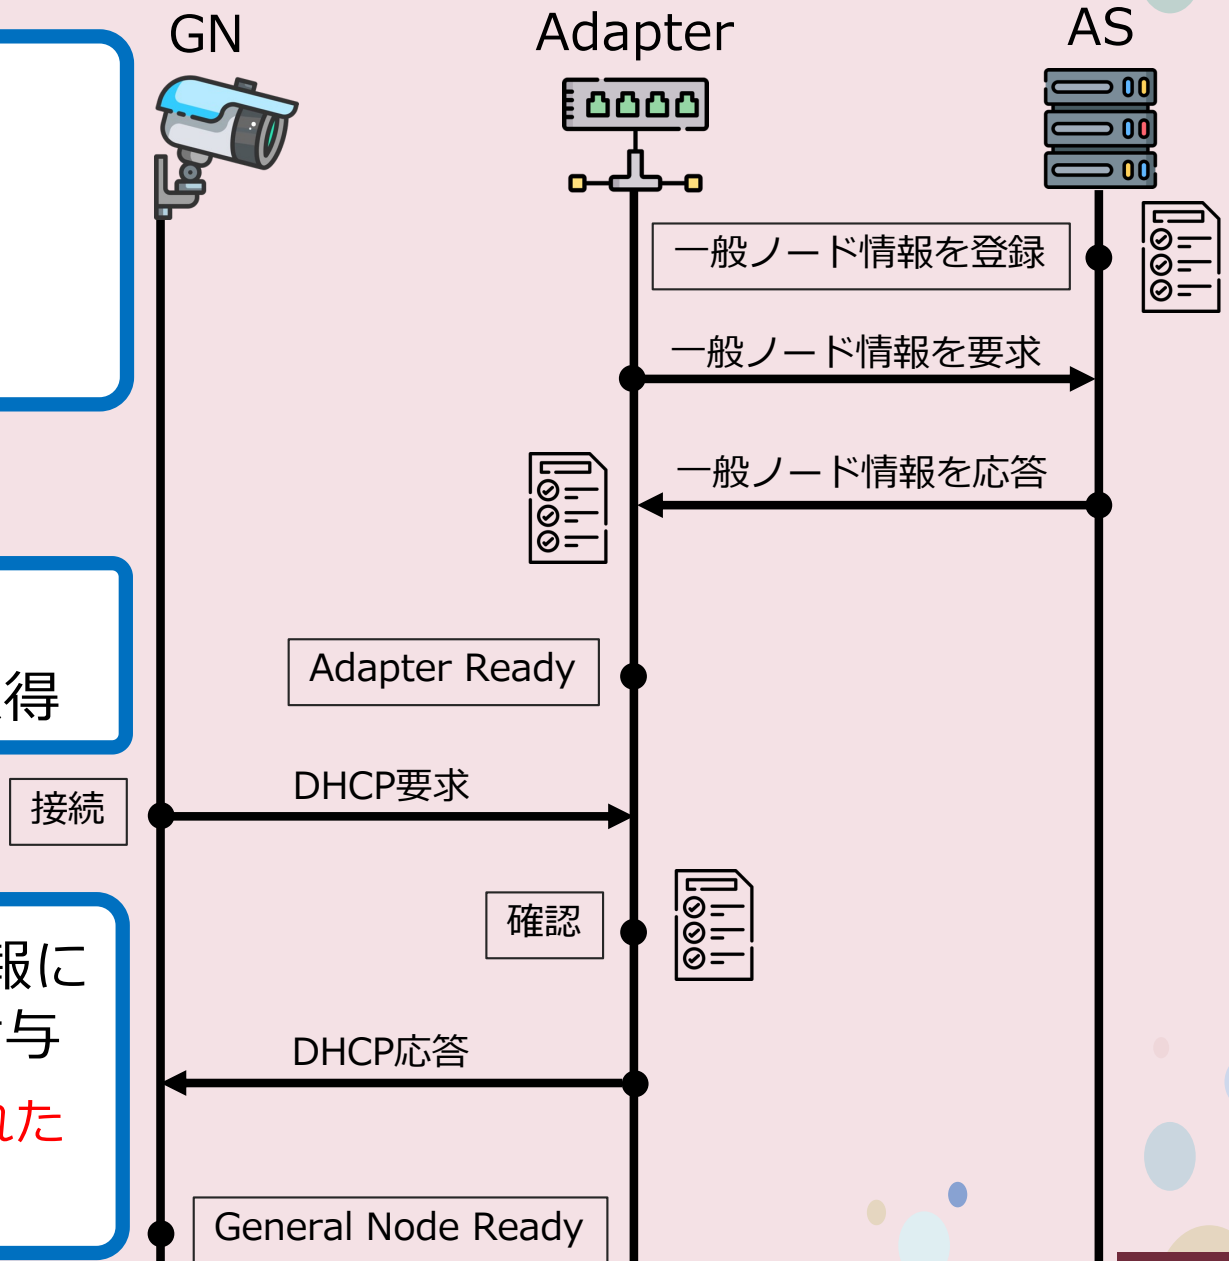 GN
Adapter
AS
一般ノード情報を登録
一般ノード情報を要求
一般ノード情報を応答
Adapter Ready
得
DHCP要求
接続
確認
報に
与
DHCP応答
れた
General Node Ready